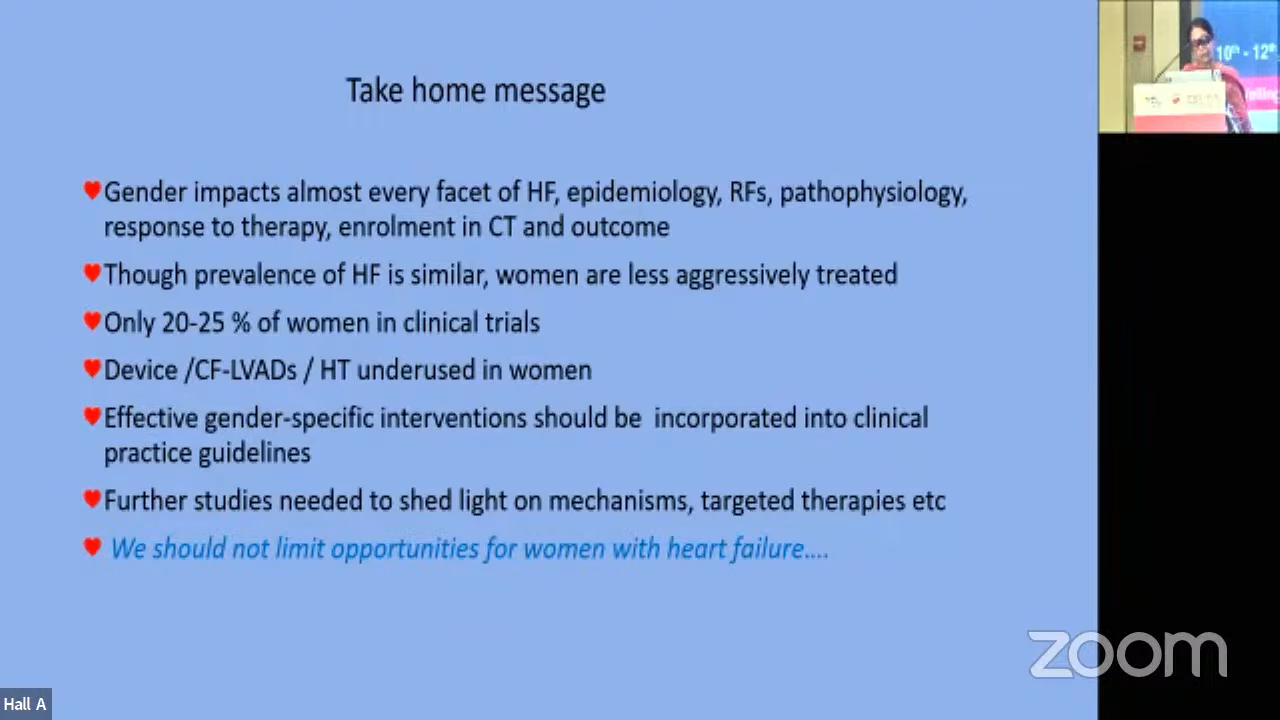 Take home message
Gender impacts almost every facet of HF, epidemiology, RFs, pathophysiology,
response to therapy, enrolment in CT and outcome
Though prevalence of HF is similar, women are less aggressively treated
Only 20-25 % of women in clinical trials
Device /CF-LVADs / HT underused in women
Effective gender-specific interventions should be  incorporated into clinical
practice guidelines
Further studies needed to shed light on mechanisms, targeted therapies etc
We should not limit opportunities for women with heart failure....
10th - 12th
zoom
Hall A